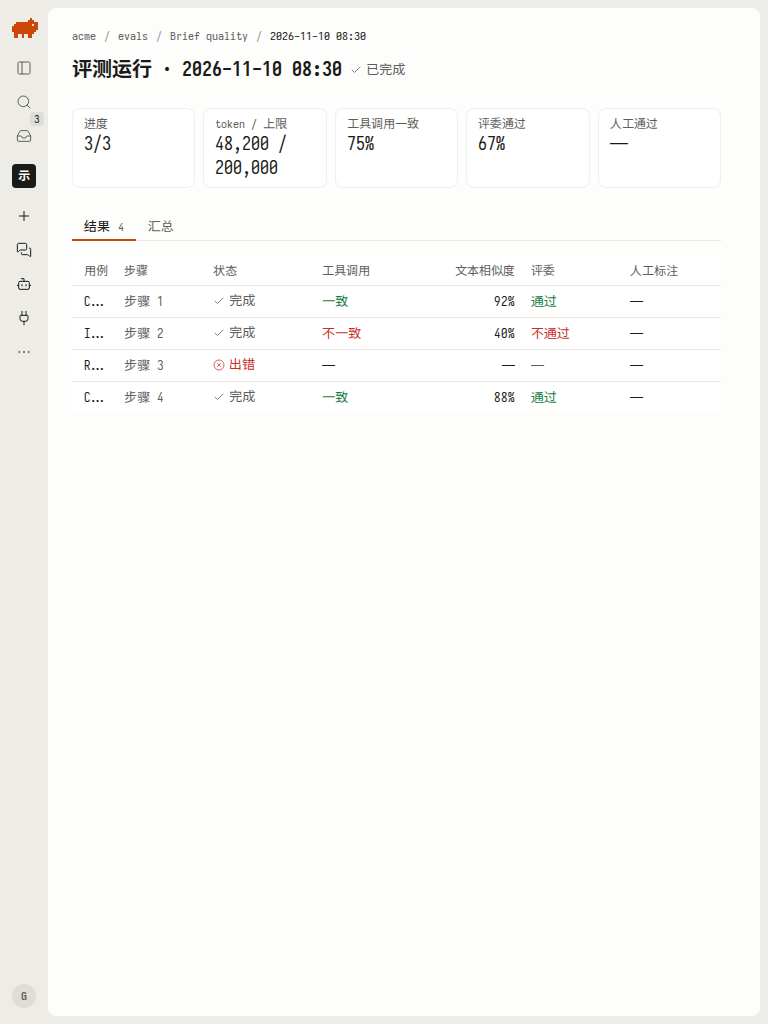 acme / evals / Brief quality / 2026-11-10 08:30
评测运行 · 2026-11-10 08:30 已完成
3
示
进度
3/3
token / 上限
48,200 / 200,000
工具调用一致
75%
评委通过
67%
人工通过
—
结果 4 汇总
用例 步骤 状态 工具调用 文本相似度 评委 人工标注
C... 步骤 1 完成 一致 92% 通过 —
I... 步骤 2 完成 不一致 40% 不通过 —
R... 步骤 3 出错 — — — —
C... 步骤 4 完成 一致 88% 通过 —
G